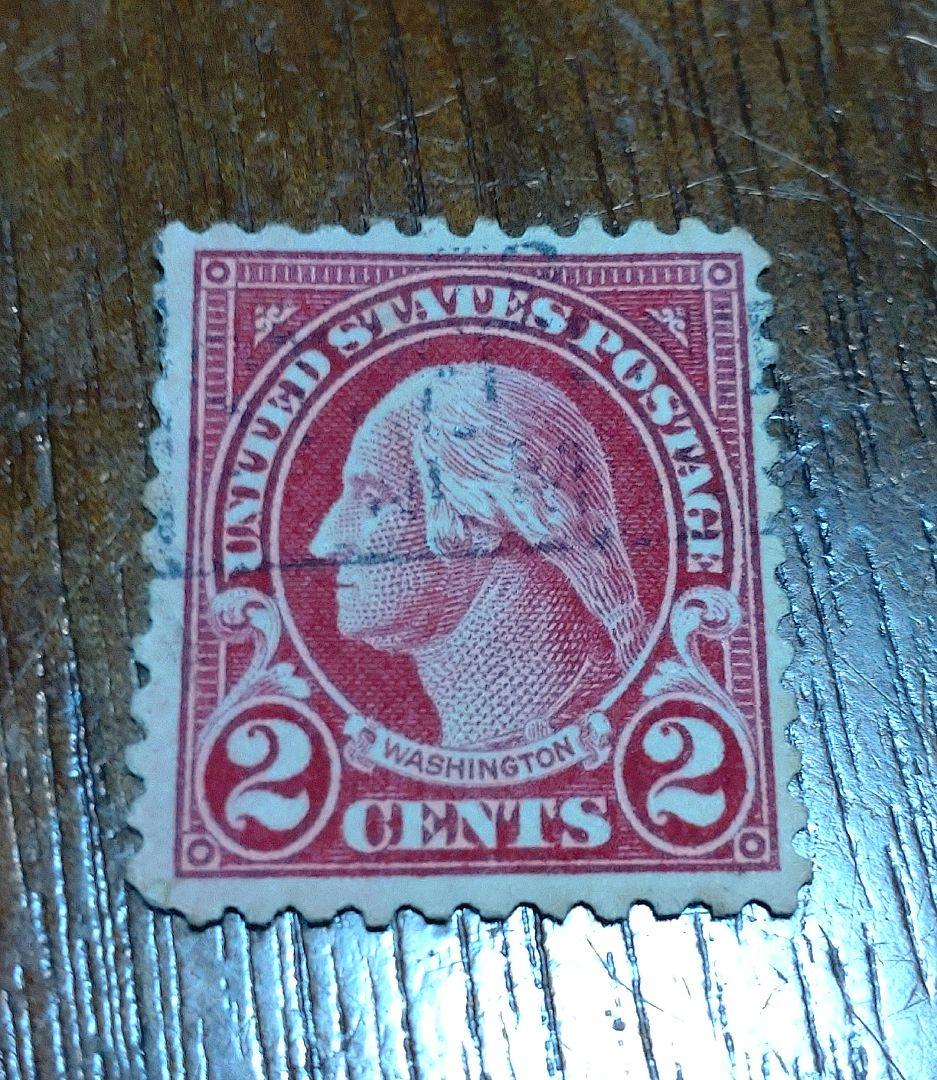 UNITED STATES POSTAGE
WASHINGTON
2 CENTS 2